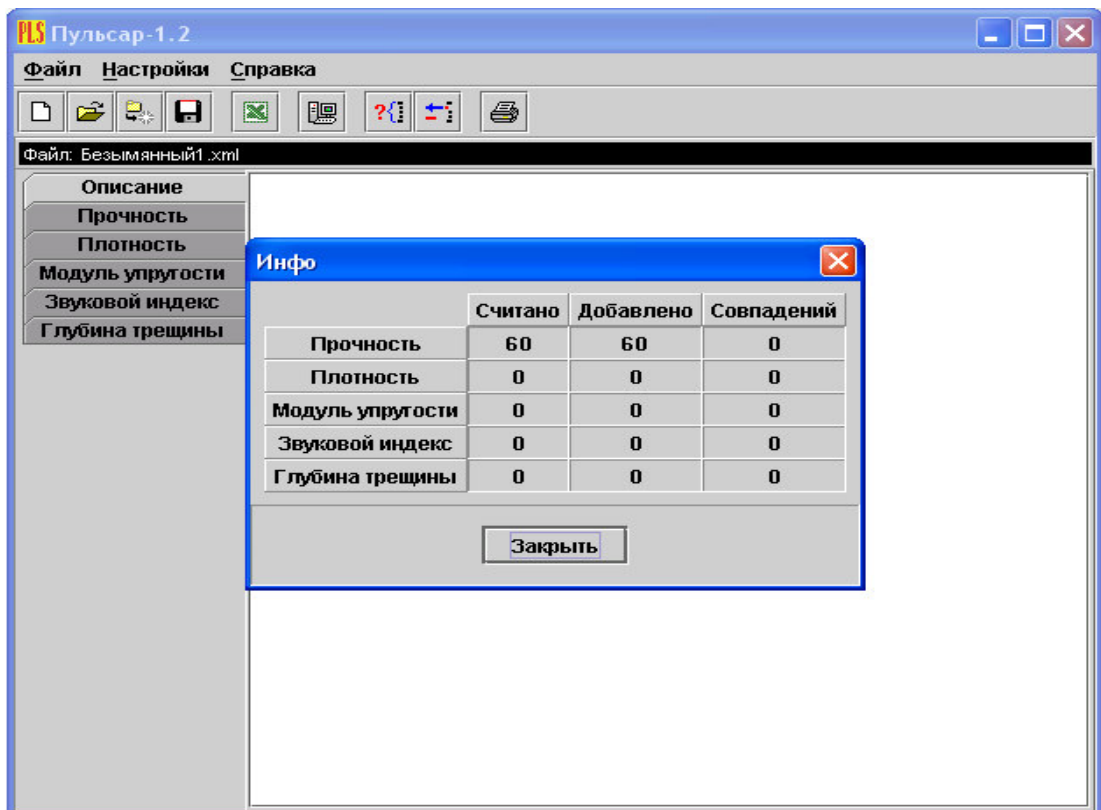 PLS Пульсар-1.2
Файл Настройки Справка
?
Файл: Безымянный1.xml
Описание
Прочность
Плотность
Модуль упругости
Звуковой индекс
Глубина трещины
Инфо
Считано Добавлено Совпадений
Прочность 60 60 0
Плотность 0 0 0
Модуль упругости 0 0 0
Звуковой индекс 0 0 0
Глубина трещины 0 0 0
Закрыть